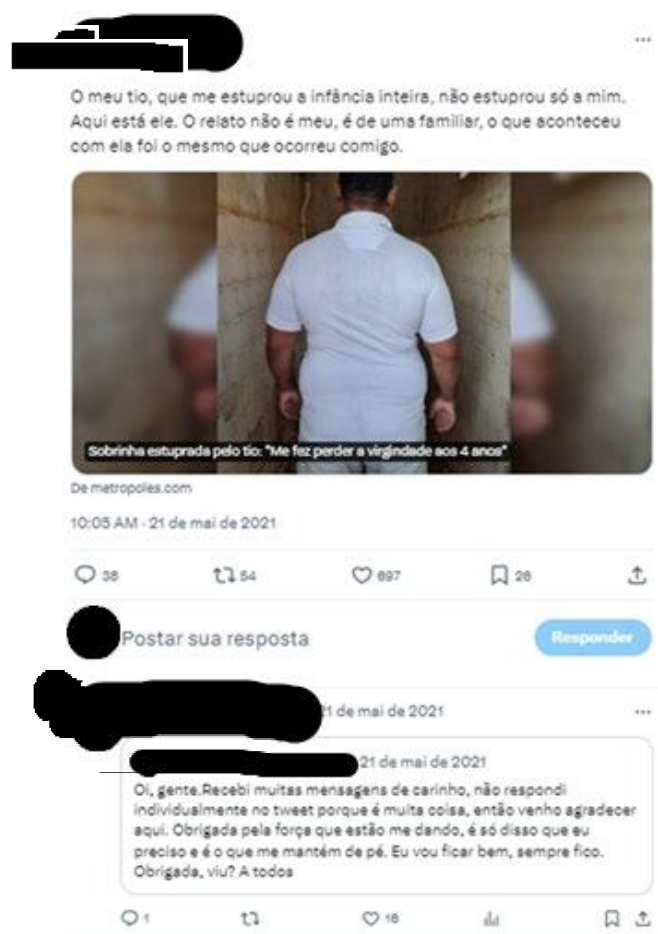 O meu tio, que me estuprou a infância inteira, não estuprou só a mim.
Aqui está ele. O relato não é meu, é de uma familiar, o que aconteceu
com ela foi o mesmo que ocorreu comigo.
Sobrinha estuprada pelo tio: "Me fez perder a virgindade aos 4 anos"
De metropoles.com
10:05 AM · 21 de mai de 2021
38 54 697 26
Postar sua resposta
Responder
21 de mai de 2021
21 de mai de 2021
Oi, gente.Recebi muitas mensagens de carinho, não respondi
individualmente no tweet porque é muita coisa, então venho agradecer
aqui. Obrigada pela força que estão me dando, é só disso que eu
preciso e é o que me mantém de pé. Eu vou ficar bem, sempre fico.
Obrigada, viu? A todos
1 18